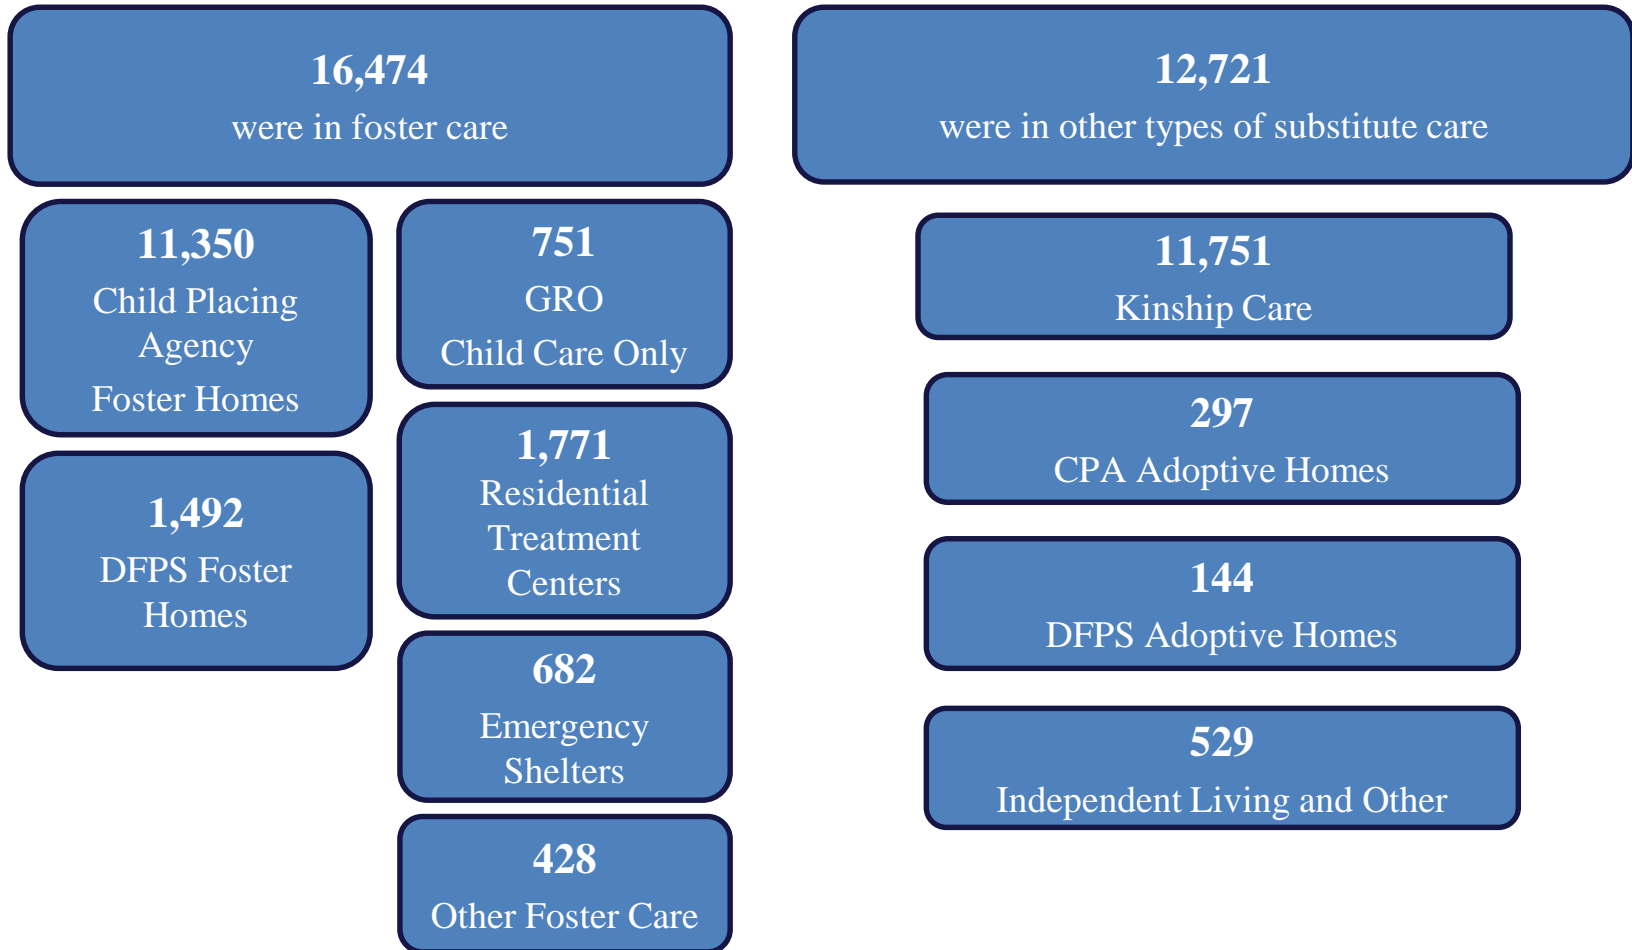 16,474
were in foster care
11,350
Child Placing
Agency
Foster Homes
1,492
DFPS Foster
Homes
751
GRO
Child Care Only
1,771
Residential
Treatment
Centers
682
Emergency
Shelters
428
Other Foster Care
12,721
were in other types of substitute care
11,751
Kinship Care
297
CPA Adoptive Homes
144
DFPS Adoptive Homes
529
Independent Living and Other